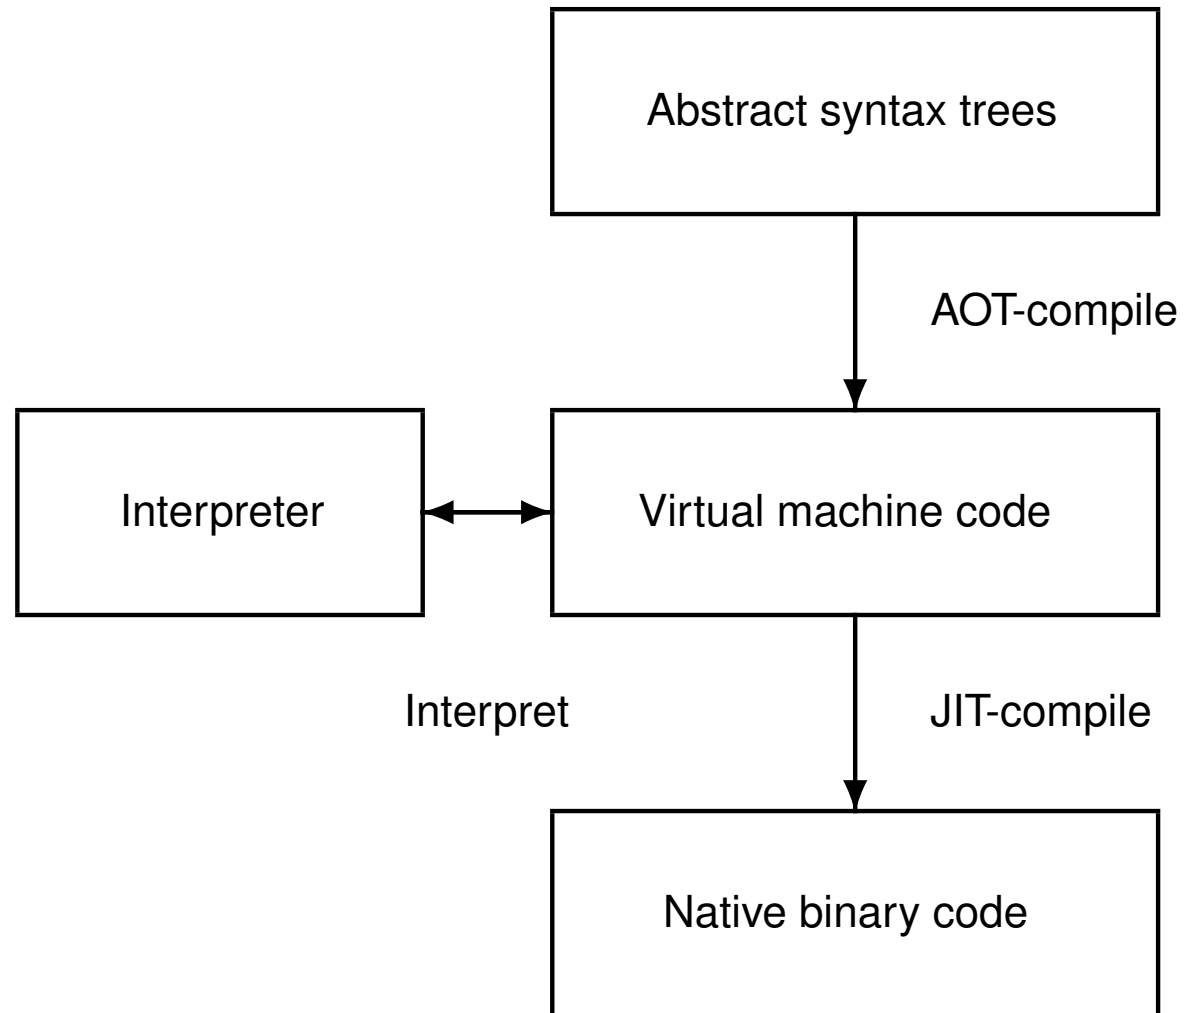 Abstract syntax trees
AOT-compile
Interpreter
Virtual machine code
Interpret
JIT-compile
Native binary code